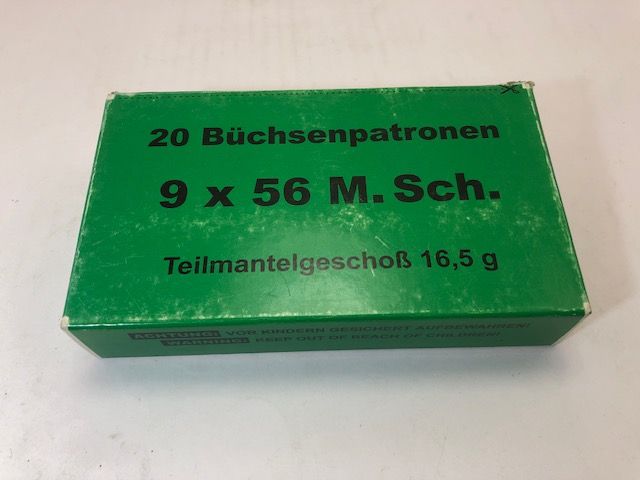 20 Büchsenpatronen
9 x 56 M. Sch.
Teilmantelgeschoß 16,5 g
ACHTUNG: VOR KINDERN GESICHERT AUFBEWAHREN!
WARNING: KEEP OUT OF REACH OF CHILDREN!